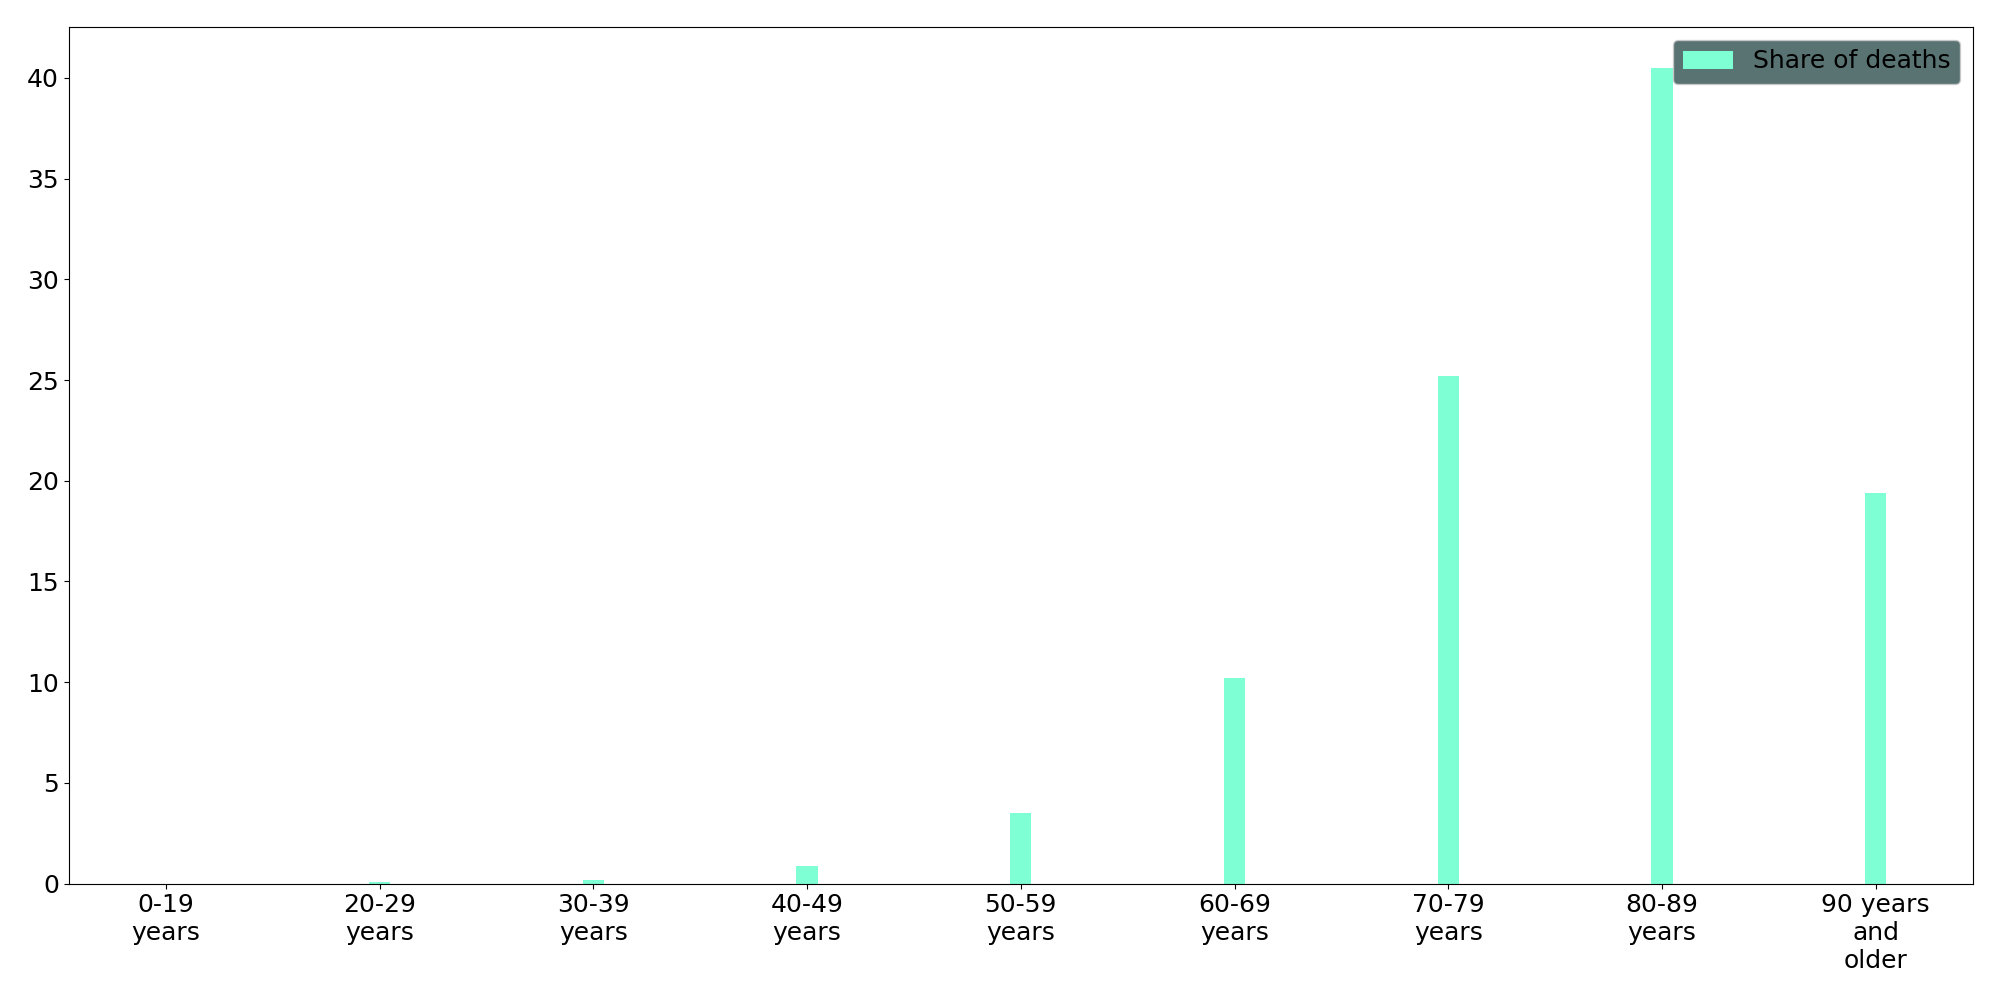 Share of deaths
40
35
30
25
20
15
10
5
0
0-19
years
20-29
years
30-39
years
40-49
years
50-59
years
60-69
years
70-79
years
80-89
years
90 years
and
older